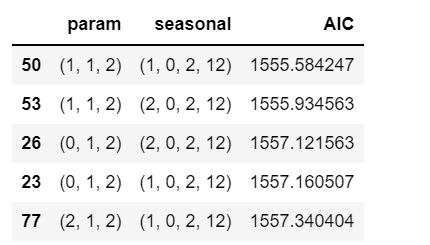 param seasonal AIC
50 (1, 1, 2) (1, 0, 2, 12) 1555.584247
53 (1, 1, 2) (2, 0, 2, 12) 1555.934563
26 (0, 1, 2) (2, 0, 2, 12) 1557.121563
23 (0, 1, 2) (1, 0, 2, 12) 1557.160507
77 (2, 1, 2) (1, 0, 2, 12) 1557.340404